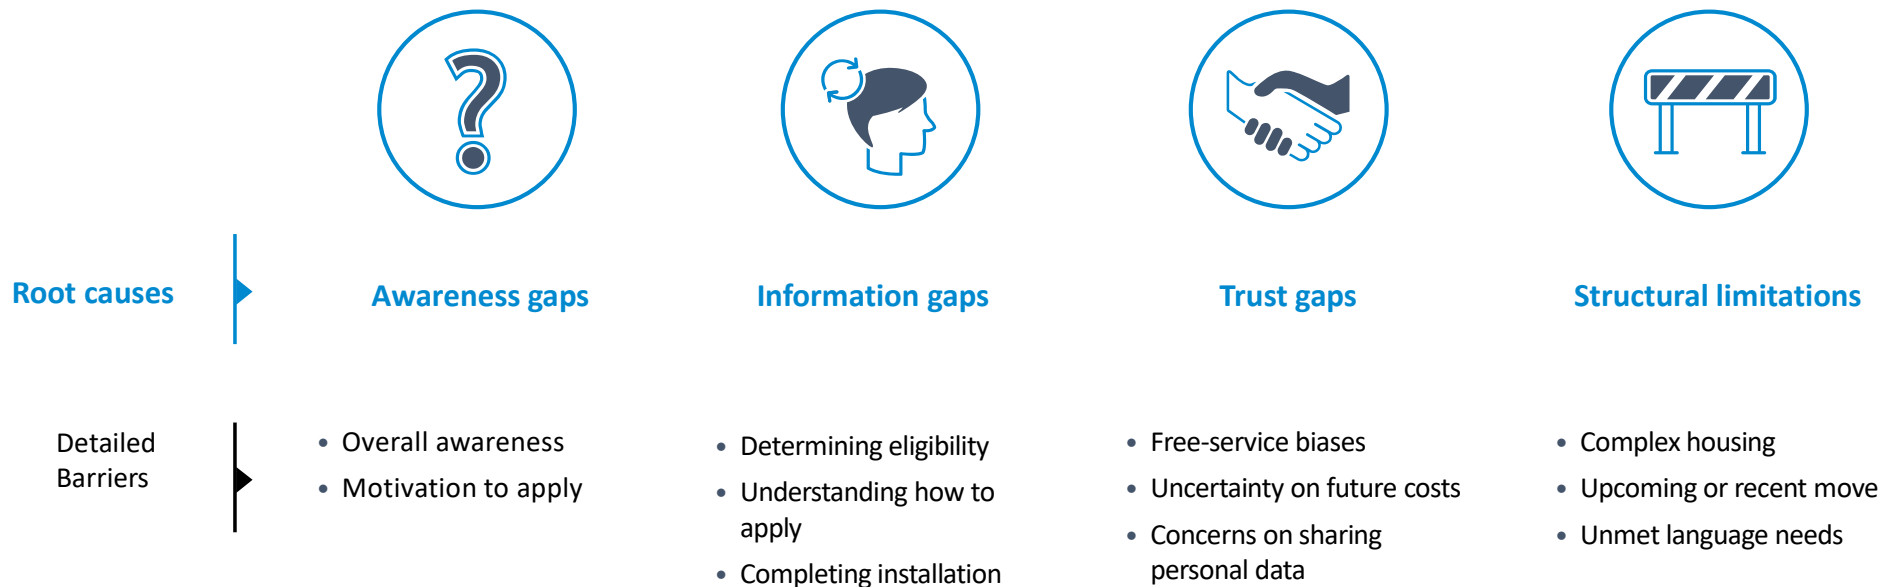 Root causes
Awareness gaps
Information gaps
Trust gaps
Structural limitations
Detailed
Barriers
• Overall awareness
• Motivation to apply
• Determining eligibility
• Understanding how to
apply
• Completing installation
• Free-service biases
• Uncertainty on future costs
• Concerns on sharing
personal data
• Complex housing
• Upcoming or recent move
• Unmet language needs